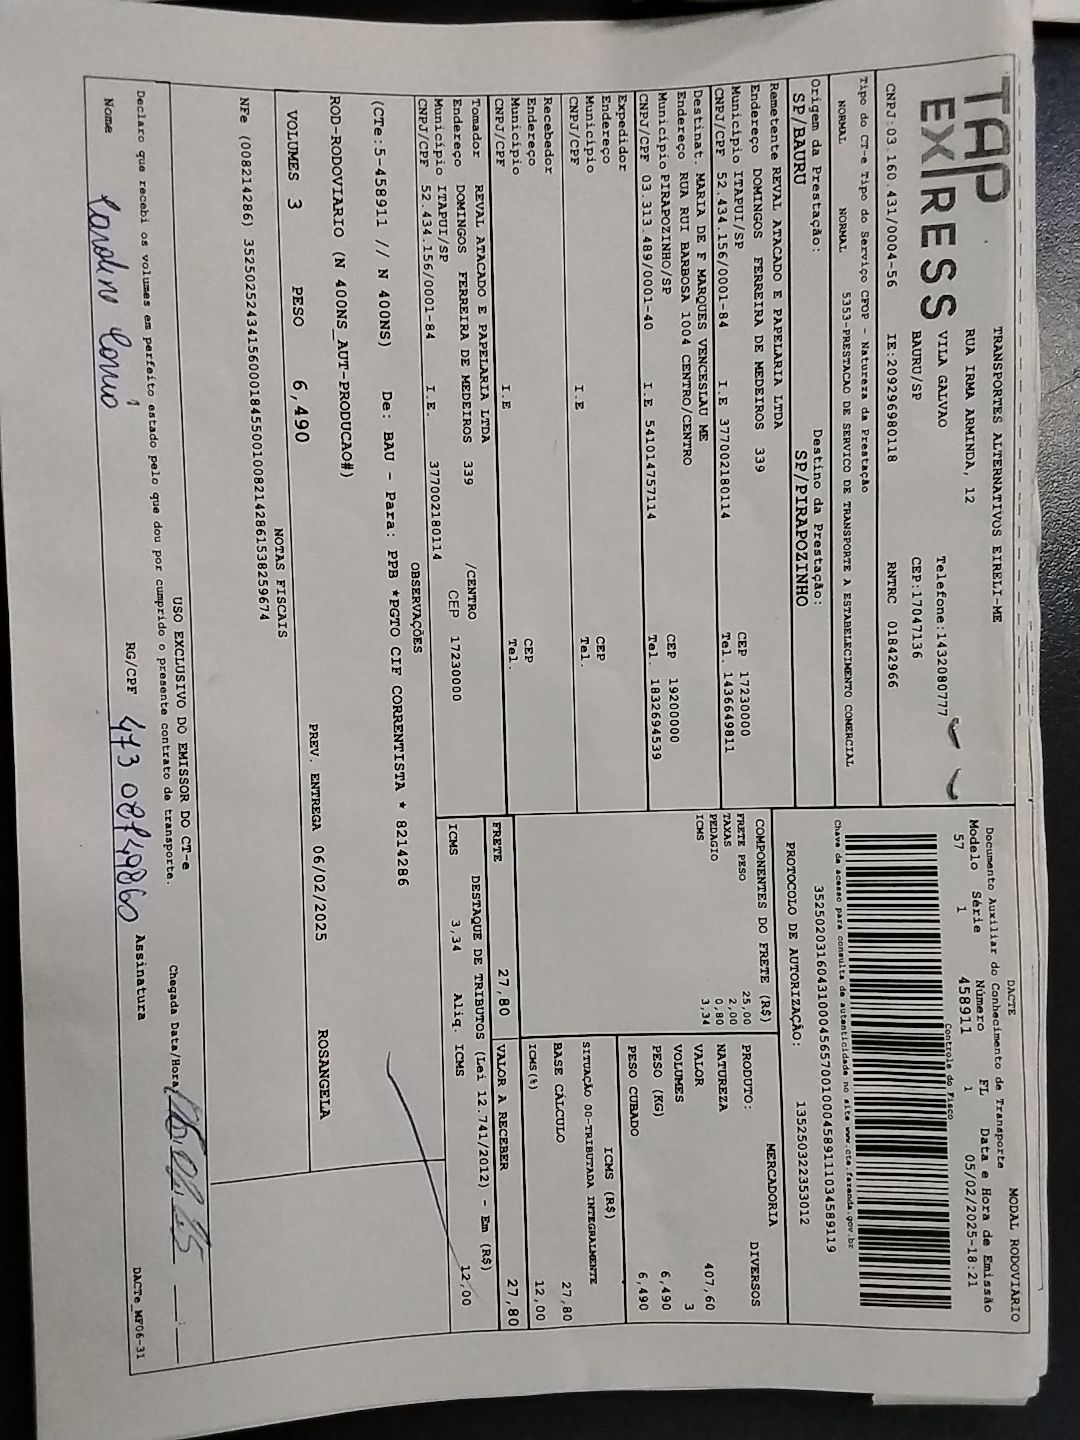 TAP
EXPRESS
TRANSPORTES ALTERNATIVOS EIRELI-ME
RUA IRMA ARMINDA, 12
VILA GALVAO Telefone:1432080777
BAURU/SP CEP:17047136
CNPJ:03.160.431/0004-56 IE:209296980118 RNTRC 01842966
DACTE MODAL RODOVIARIO
Documento Auxiliar do Conhecimento de Transporte
Modelo Série Número FL Data e Hora de Emissão
57 1 458911 1 05/02/2025-18:21
Controle do Fisco
Chave de acesso para consulta de autenticidade no site www.cte.fazenda.gov.br
35250203160431000456570010004589111034589119
PROTOCOLO DE AUTORIZAÇÃO: 135250322353012
Tipo do CT-e Tipo do Serviço CFOP - Natureza da Prestação
NORMAL NORMAL 5353-PRESTACAO DE SERVICO DE TRANSPORTE A ESTABELECIMENTO COMERCIAL
Origem da Prestação: Destino da Prestação:
SP/BAURU SP/PIRAPOZINHO
Remetente REVAL ATACADO E PAPELARIA LTDA
Endereço DOMINGOS FERREIRA DE MEDEIROS 339
Município ITAPUI/SP CEP 17230000
CNPJ/CPF 52.434.156/0001-84 I.E 377002180114 Tel. 1436649811
Destinat. MARIA DE F MARQUES VENCESLAU ME
Endereço RUA RUI BARBOSA 1004 CENTRO/CENTRO
Município PIRAPOZINHO/SP CEP 19200000
CNPJ/CPF 03.313.489/0001-40 I.E 541014757114 Tel. 1832694539
Expedidor
Endereço
Município CEP
CNPJ/CPF I.E Tel.
Recebedor
Endereço
Município CEP
CNPJ/CPF I.E Tel.
Tomador REVAL ATACADO E PAPELARIA LTDA
Endereço DOMINGOS FERREIRA DE MEDEIROS 339 /CENTRO
Município ITAPUI/SP CEP 17230000
CNPJ/CPF 52.434.156/0001-84 I.E. 377002180114
COMPONENTES DO FRETE (R$)
FRETE PESO 25,00
TAXAS 2,00
PEDAGIO 0,80
ICMS 3,34
MERCADORIA
PRODUTO: DIVERSOS
NATUREZA
VALOR 407,60
VOLUMES 3
PESO (KG) 6,490
PESO CUBADO 6,490
ICMS (R$)
SITUAÇÃO 00-TRIBUTADA INTEGRALMENTE
BASE CÁLCULO 27,80
ICMS(%) 12,00
FRETE 27,80 VALOR A RECEBER 27,80
DESTAQUE DE TRIBUTOS (Lei 12.741/2012) - Em (R$)
ICMS 3,34 Aliq. ICMS 12,00
OBSERVAÇÕES
(CTe:5-458911 // N 400NS) De: BAU - Para: PPB *PGTO CIF CORRENTISTA * 8214286
ROD-RODOVIARIO (N 400NS_AUT-PRODUCAO#)
VOLUMES 3 PESO 6,490 PREV. ENTREGA 06/02/2025 ROSANGELA
NOTAS FISCAIS
NFe (008214286) 35250252434156000184550010082142861538259674
USO EXCLUSIVO DO EMISSOR DO CT-e
Declaro que recebi os volumes em perfeito estado pelo que dou por cumprido o presente contrato de transporte. Chegada Data/Hora
Nome RG/CPF Assinatura
DACTe_MF06-31